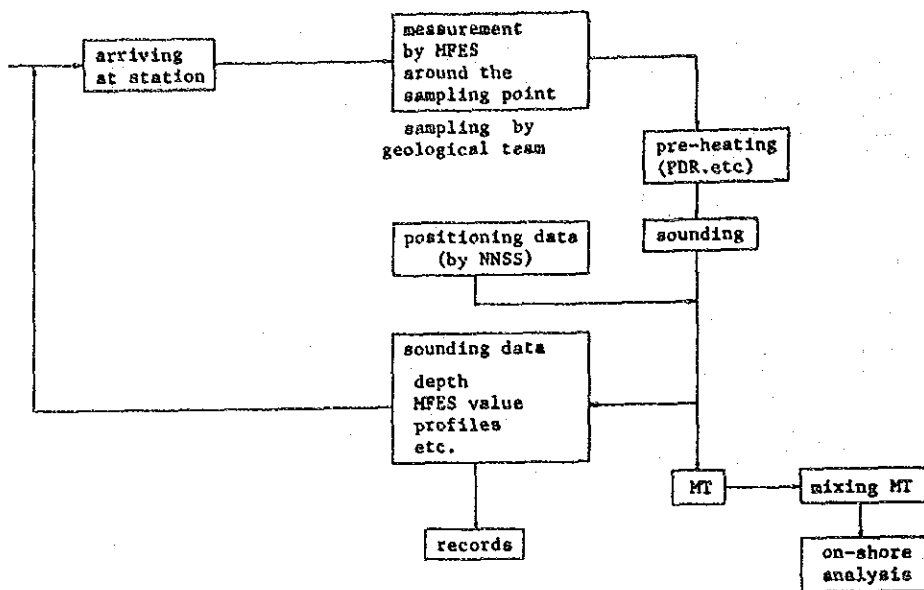 arriving
at station
measurement
by MFES
around the
sampling point
sampling by
geological team
pre-heating
(PDR.etc)
sounding
positioning data
(by NNSS)
sounding data
depth
MFES value
profiles
etc.
MT
mixing MT
records
on-shore
analysis